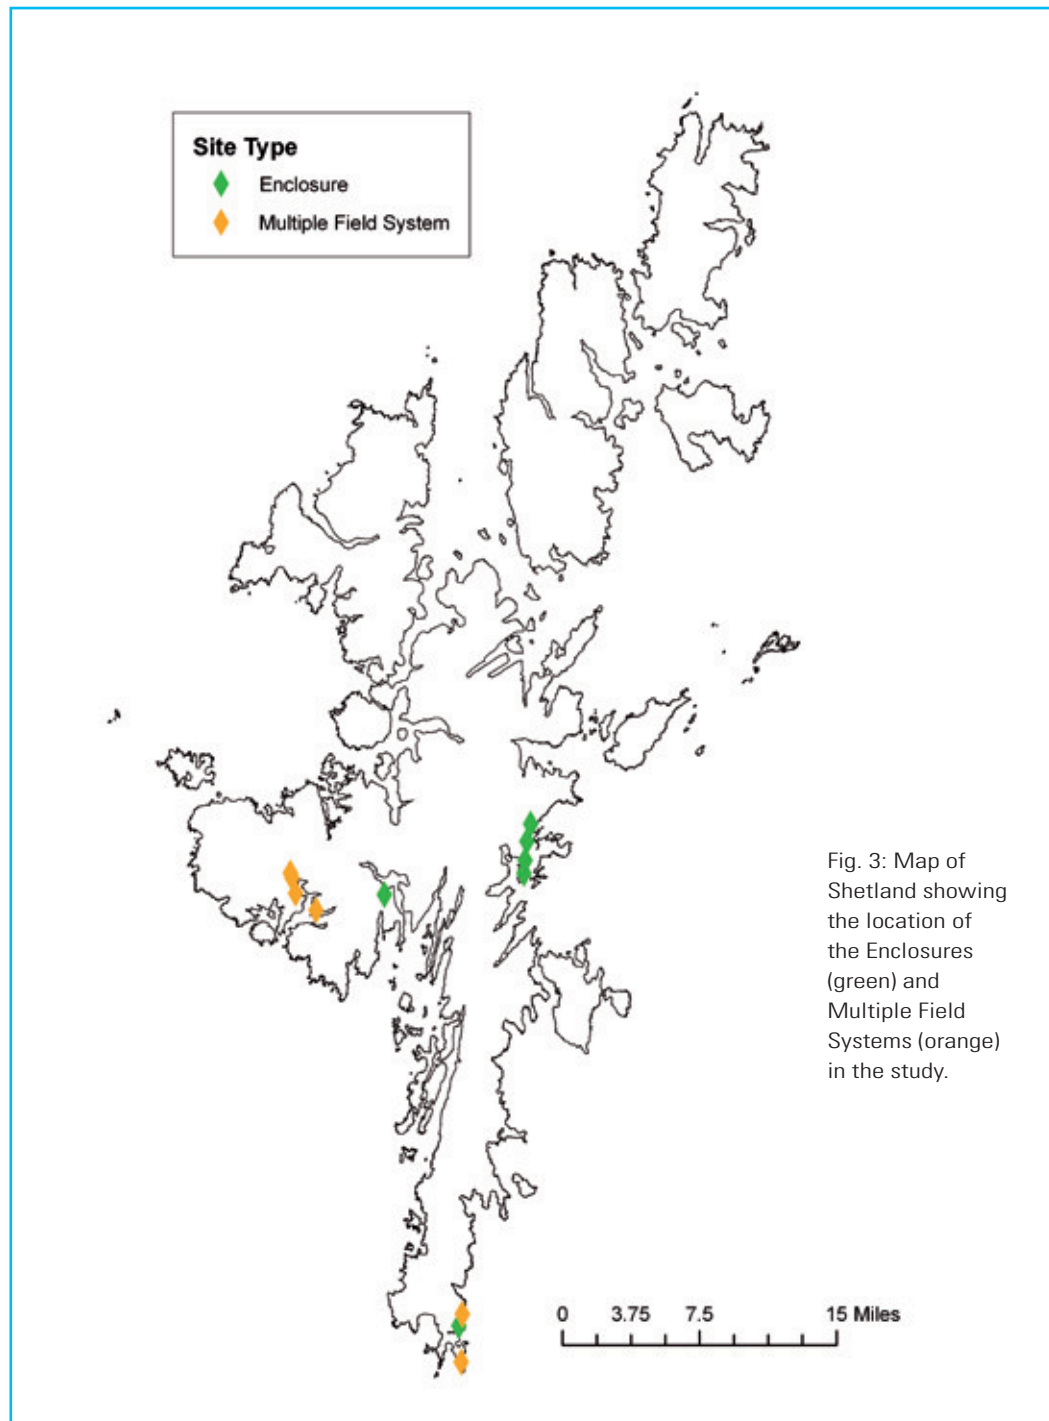 Site Type
Enclosure
Multiple Field System
Fig. 3: Map of
Shetland showing
the location of
the Enclosures
(green) and
Multiple Field
Systems (orange)
in the study.
0 3.75 7.5 15 Miles